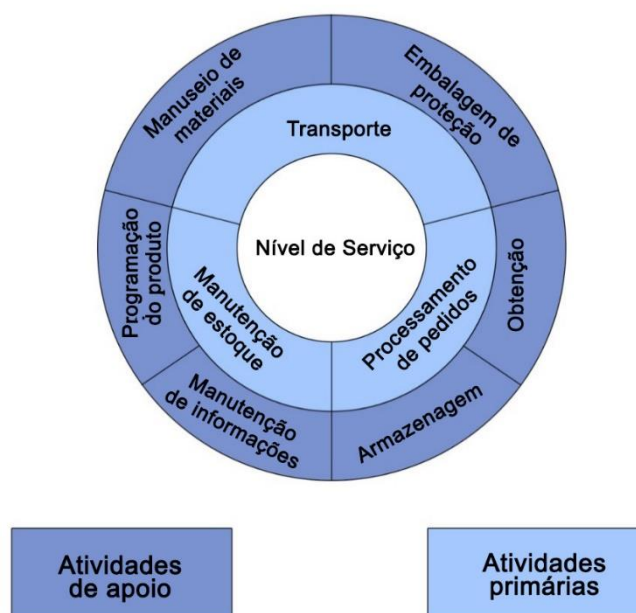 Manuseio de
materiais
Embalagem de
proteção
Transporte
Nível de Serviço
Programação
do produto
Manutenção
de estoque
Processamento
de pedidos
Obtenção
Manutenção
de informações
Armazenagem
Atividades
de apoio
Atividades
primárias